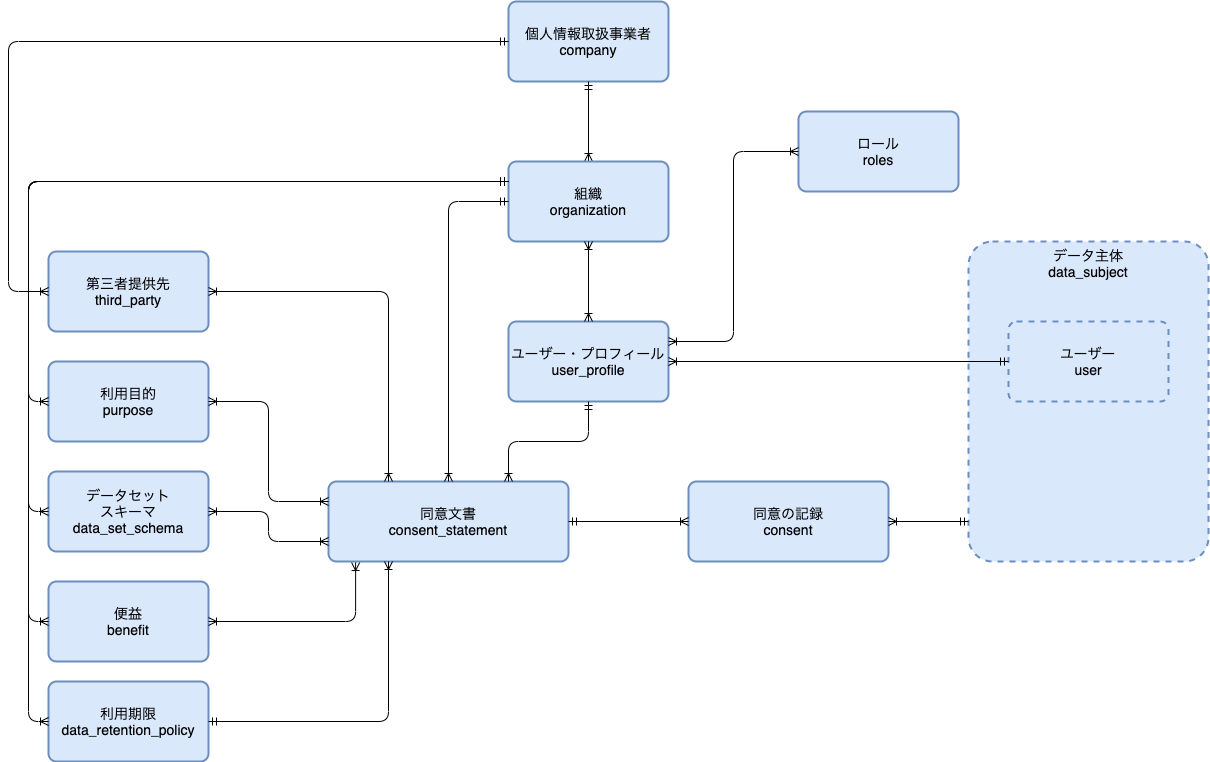 個人情報取扱事業者
company
ロール
roles
組織
organization
データ主体
data_subject
第三者提供先
third_party
ユーザー・プロフィール
user_profile
ユーザー
user
利用目的
purpose
データセット
スキーマ
data_set_schema
同意文書
consent_statement
同意の記録
consent
便益
benefit
利用期限
data_retention_policy